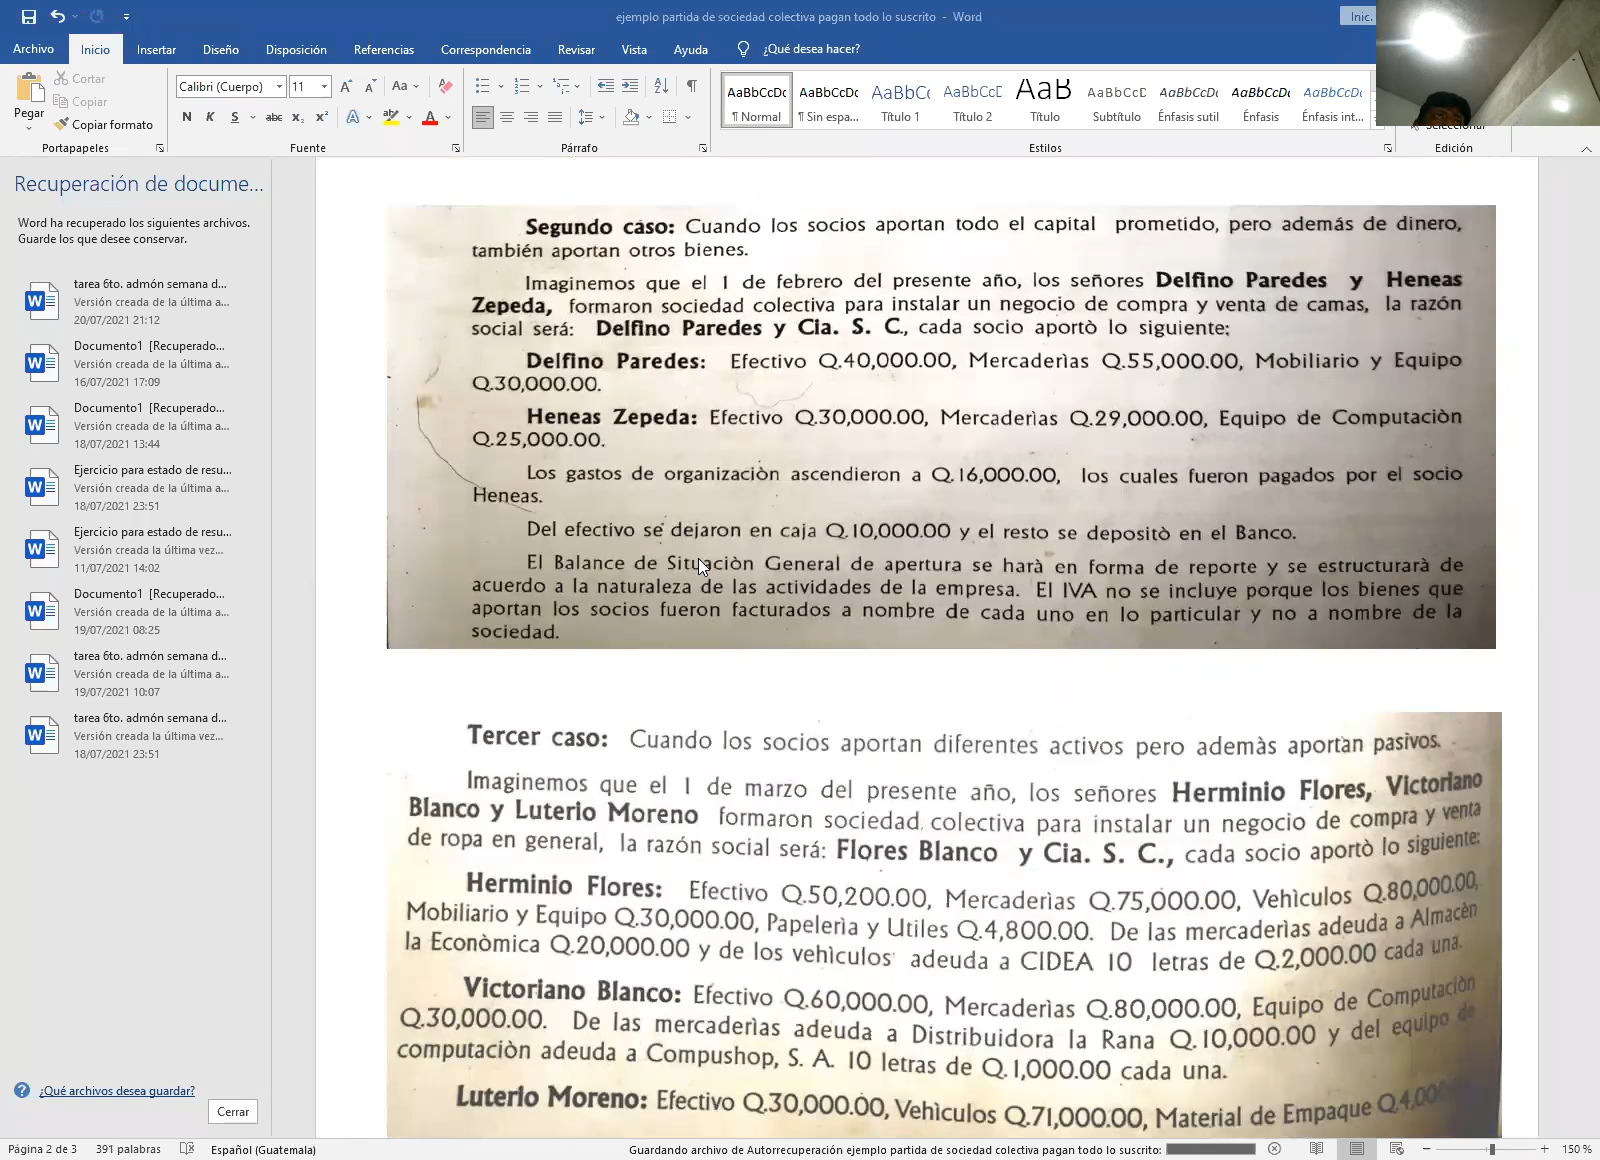 ejemplo partida de sociedad colectiva pagan todo lo suscrito - Word
Inic.
Archivo Inicio Insertar Diseño Disposición Referencias Correspondencia Revisar Vista Ayuda ¿Qué desea hacer?
Pegar
Cortar
Copiar
Copiar formato
Calibri (Cuerpo) 11
N K S abc x₂ x²
AaBbCcDc AaBbCcDc AaBbCc AaBbCcD AaB AaBbCcD AaBbCcDc AaBbCcDc AaBbCcDc
¶ Normal ¶ Sin espa... Título 1 Título 2 Título Subtítulo Énfasis sutil Énfasis Énfasis int...
Seleccionar
Portapapeles Fuente Párrafo Estilos Edición
Recuperación de docume...
Word ha recuperado los siguientes archivos.
Guarde los que desee conservar.
tarea 6to. admón semana d...
Versión creada de la última a...
20/07/2021 21:12
Documento1 [Recuperado...
Versión creada de la última a...
16/07/2021 17:09
Documento1 [Recuperado...
Versión creada de la última a...
18/07/2021 13:44
Ejercicio para estado de resu...
Versión creada de la última a...
18/07/2021 23:51
Ejercicio para estado de resu...
Versión creada la última vez...
11/07/2021 14:02
Documento1 [Recuperado...
Versión creada de la última a...
19/07/2021 08:25
tarea 6to. admón semana d...
Versión creada de la última a...
19/07/2021 10:07
tarea 6to. admón semana d...
Versión creada la última vez...
18/07/2021 23:51
¿Qué archivos desea guardar?
Cerrar
Segundo caso: Cuando los socios aportan todo el capital prometido, pero además de dinero,
también aportan otros bienes.
Imaginemos que el 1 de febrero del presente año, los señores Delfino Paredes y Heneas
Zepeda, formaron sociedad colectiva para instalar un negocio de compra y venta de camas, la razón
social será: Delfino Paredes y Cia. S. C., cada socio aportò lo siguiente:
Delfino Paredes: Efectivo Q.40,000.00, Mercaderìas Q.55,000.00, Mobiliario y Equipo
Q.30,000.00.
Heneas Zepeda: Efectivo Q.30,000.00, Mercaderìas Q.29,000.00, Equipo de Computaciòn
Q.25,000.00.
Los gastos de organizaciòn ascendieron a Q.16,000.00, los cuales fueron pagados por el socio
Heneas.
Del efectivo se dejaron en caja Q.10,000.00 y el resto se depositò en el Banco.
El Balance de Situaciòn General de apertura se harà en forma de reporte y se estructurarà de
acuerdo a la naturaleza de las actividades de la empresa. El IVA no se incluye porque los bienes que
aportan los socios fueron facturados a nombre de cada uno en lo particular y no a nombre de la
sociedad.
Tercer caso: Cuando los socios aportan diferentes activos pero ademàs aportan pasivos.
Imaginemos que el 1 de marzo del presente año, los señores Herminio Flores, Victoriano
Blanco y Luterio Moreno formaron sociedad colectiva para instalar un negocio de compra y venta
de ropa en general, la razón social será: Flores Blanco y Cia. S. C., cada socio aportò lo siguiente:
Herminio Flores: Efectivo Q.50,200.00, Mercaderìas Q.75,000.00, Vehìculos Q.80,000.00,
Mobiliario y Equipo Q.30,000.00, Papelerìa y Utiles Q.4,800.00. De las mercaderìas adeuda a Almacèn
la Econòmica Q.20,000.00 y de los vehìculos adeuda a CIDEA 10 letras de Q.2,000.00 cada una.
Victoriano Blanco: Efectivo Q.60,000.00, Mercaderìas Q.80,000.00, Equipo de Computaciòn
Q.30,000.00. De las mercaderìas adeuda a Distribuidora la Rana Q.10,000.00 y del equipo de
computaciòn adeuda a Compushop, S. A. 10 letras de Q.1,000.00 cada una.
Luterio Moreno: Efectivo Q.30,000.00, Vehìculos Q.71,000.00, Material de Empaque
Página 2 de 3 391 palabras Español (Guatemala) Guardando archivo de Autorrecuperación ejemplo partida de sociedad colectiva pagan todo lo suscrito: 150 %